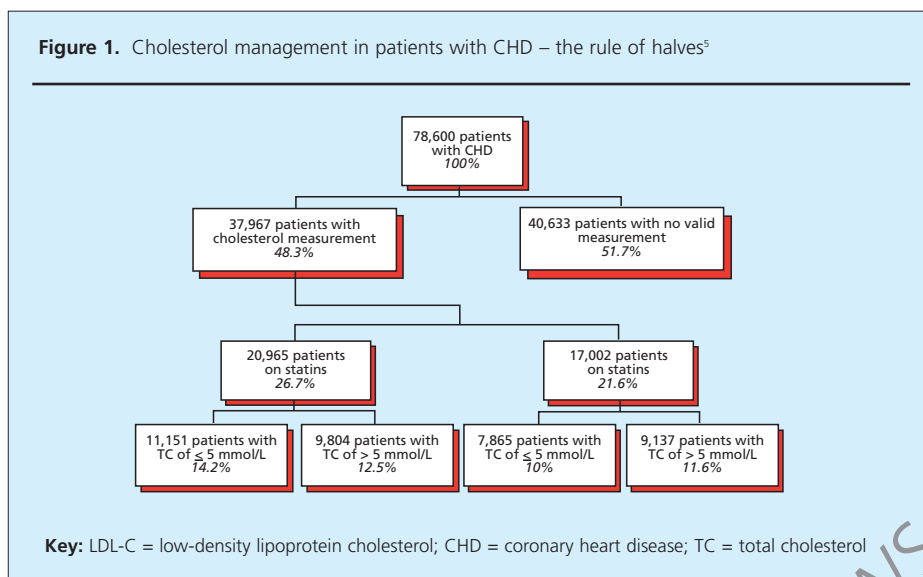 Figure 1. Cholesterol management in patients with CHD – the rule of halves⁵
78,600 patients
with CHD
100%
37,967 patients with
cholesterol measurement
48.3%
40,633 patients with no valid
measurement
51.7%
20,965 patients
on statins
26.7%
17,002 patients
on statins
21.6%
11,151 patients with
TC of ≤ 5 mmol/L
14.2%
9,804 patients with
TC of > 5 mmol/L
12.5%
7,865 patients with
TC of ≤ 5 mmol/L
10%
9,137 patients with
TC of > 5 mmol/L
11.6%
Key: LDL-C = low-density lipoprotein cholesterol; CHD = coronary heart disease; TC = total cholesterol